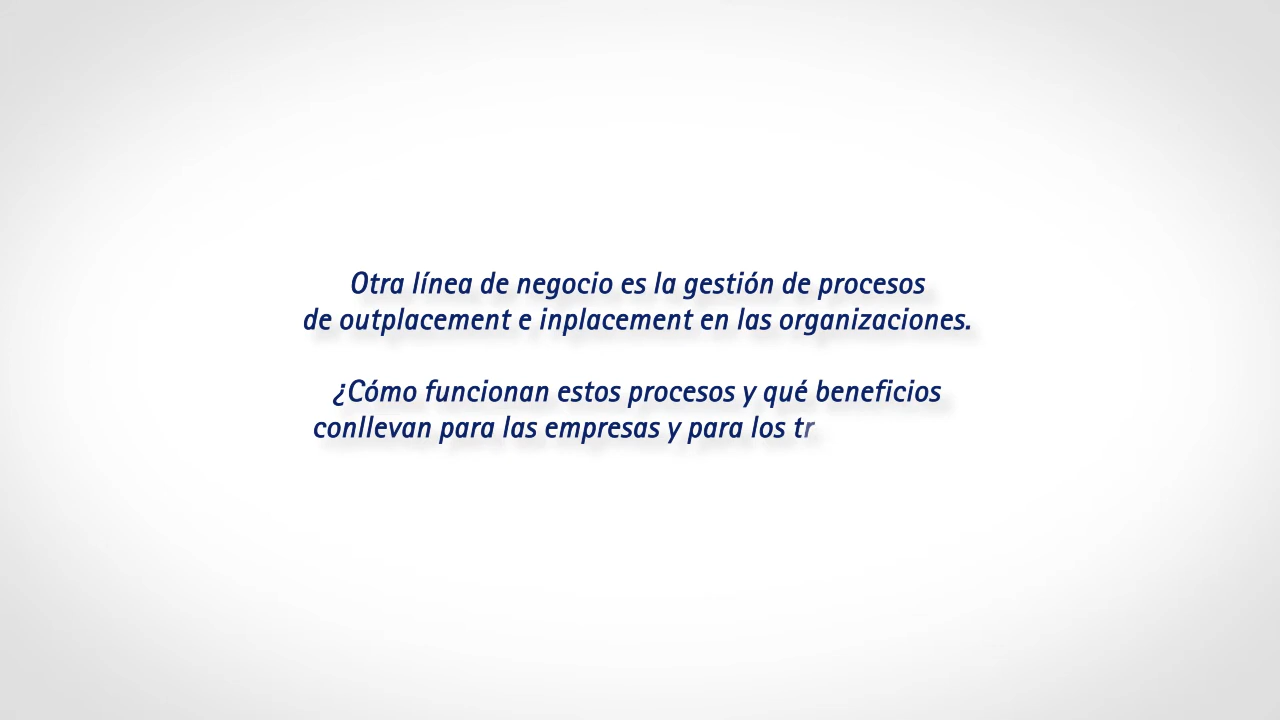 Otra línea de negocio es la gestión de procesos
de outplacement e inplacement en las organizaciones.
¿Cómo funcionan estos procesos y qué beneficios
conllevan para las empresas y para los tr